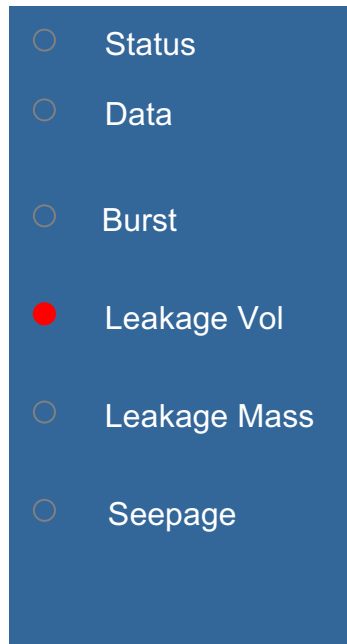 Status
Data
Burst
Leakage Vol
Leakage Mass
Seepage